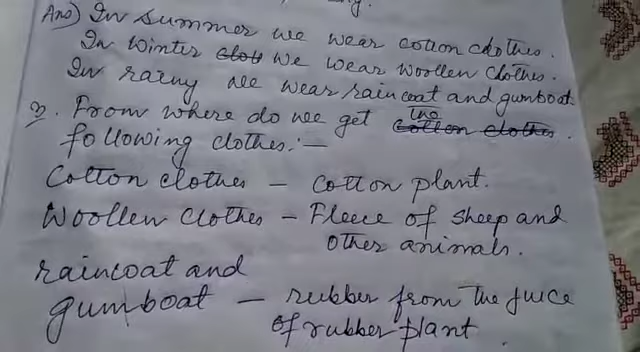 Ans) In summer we wear cotton clothes.
In Winter we wear Woollen Clothes.
In rainy we wear raincoat and gumboat.
3. From where do we get the
following clothes:—
Cotton clothes – cotton plant.
Woollen clothes – Fleece of sheep and
other animals.
raincoat and
gumboat – rubber from the juice
of rubber plant.